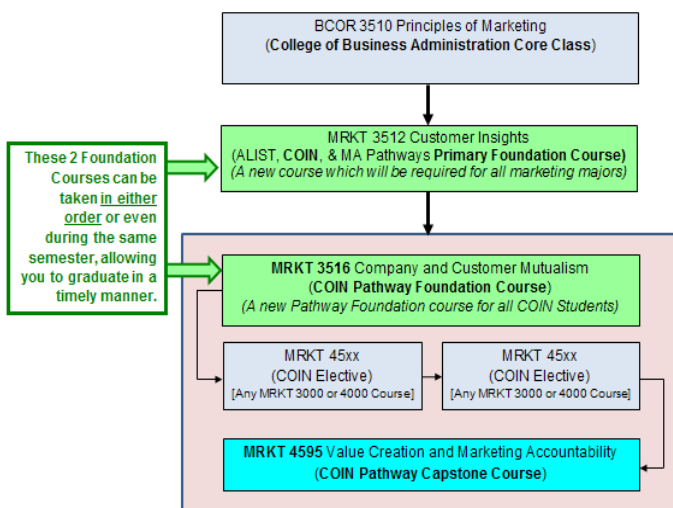 BCOR 3510 Principles of Marketing
(College of Business Administration Core Class)
MRKT 3512 Customer Insights
(ALIST, COIN, & MA Pathways Primary Foundation Course)
(A new course which will be required for all marketing majors)
These 2 Foundation
Courses can be
taken in either
order or even
during the same
semester, allowing
you to graduate in a
timely manner.
MRKT 3516 Company and Customer Mutualism
(COIN Pathway Foundation Course)
(A new Pathway Foundation course for all COIN Students)
MRKT 45xx
(COIN Elective)
[Any MRKT 3000 or 4000 Course]
MRKT 45xx
(COIN Elective)
[Any MRKT 3000 or 4000 Course]
MRKT 4595 Value Creation and Marketing Accountability
(COIN Pathway Capstone Course)